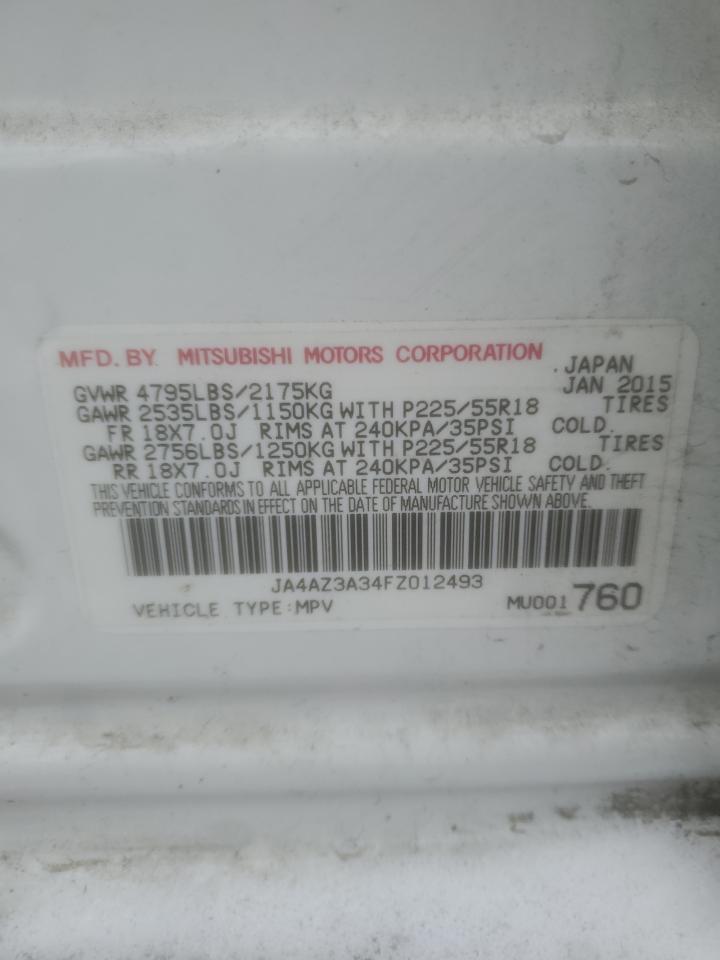 MFD. BY MITSUBISHI MOTORS CORPORATION
. JAPAN
GVWR 4795LBS/2175KG JAN 2015
GAWR 2535LBS/1150KG WITH P225/55R18 TIRES
FR 18X7.0J RIMS AT 240KPA/35PSI COLD.
GAWR 2756LBS/1250KG WITH P225/55R18 TIRES
RR 18X7.0J RIMS AT 240KPA/35PSI COLD.
THIS VEHICLE CONFORMS TO ALL APPLICABLE FEDERAL MOTOR VEHICLE SAFETY AND THEFT
PREVENTION STANDARDS IN EFFECT ON THE DATE OF MANUFACTURE SHOWN ABOVE.
JA4AZ3A34FZ012493
VEHICLE TYPE:MPV MU001760